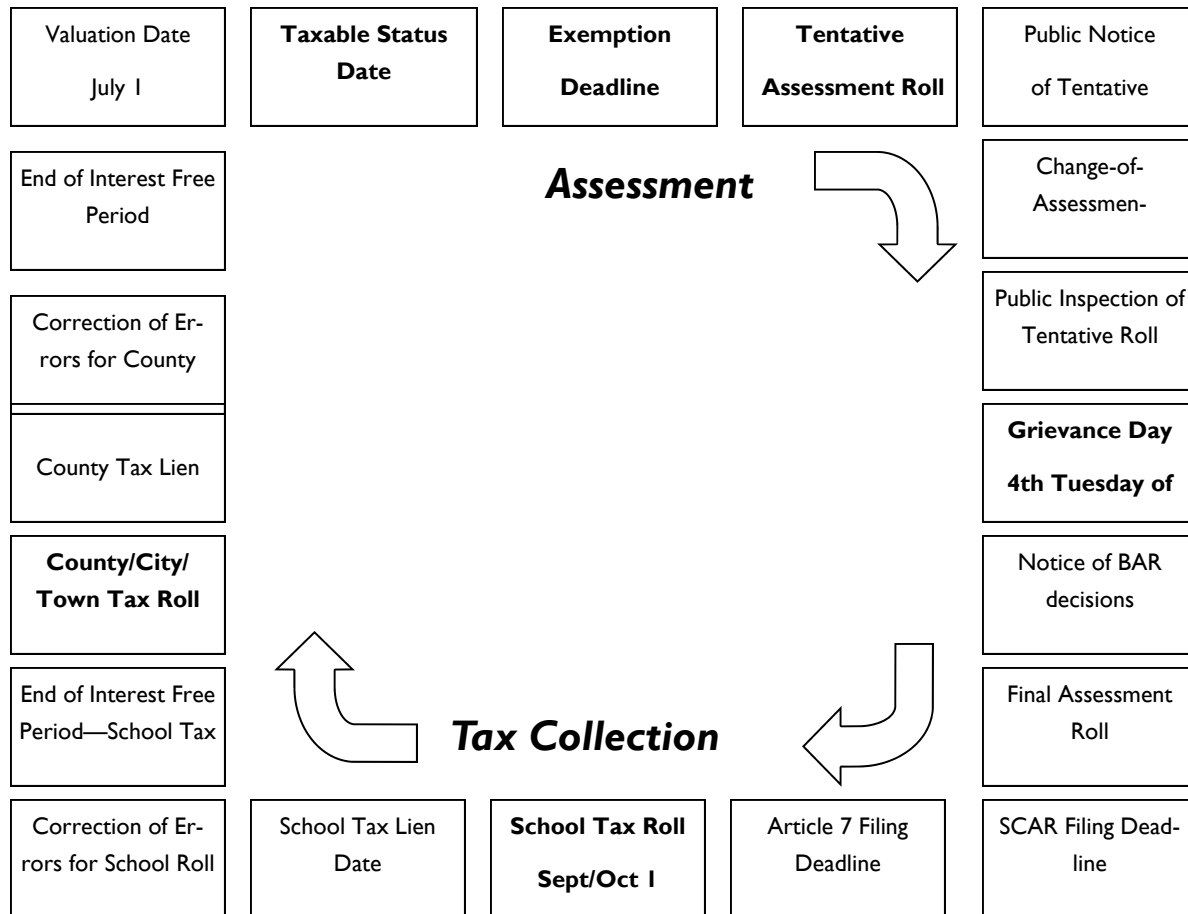 Valuation Date
July 1
Taxable Status
Date
Exemption
Deadline
Tentative
Assessment Roll
Public Notice
of Tentative
Assessment
Change-of-
Assessmen-
Public Inspection of
Tentative Roll
Grievance Day
4th Tuesday of
Notice of BAR
decisions
Final Assessment
Roll
SCAR Filing Dead-
line
Article 7 Filing
Deadline
School Tax Roll
Sept/Oct 1
School Tax Lien
Date
Correction of Er-
rors for School Roll
End of Interest Free
Period—School Tax
County/City/
Town Tax Roll
County Tax Lien
Correction of Er-
rors for County
End of Interest Free
Period
Tax Collection